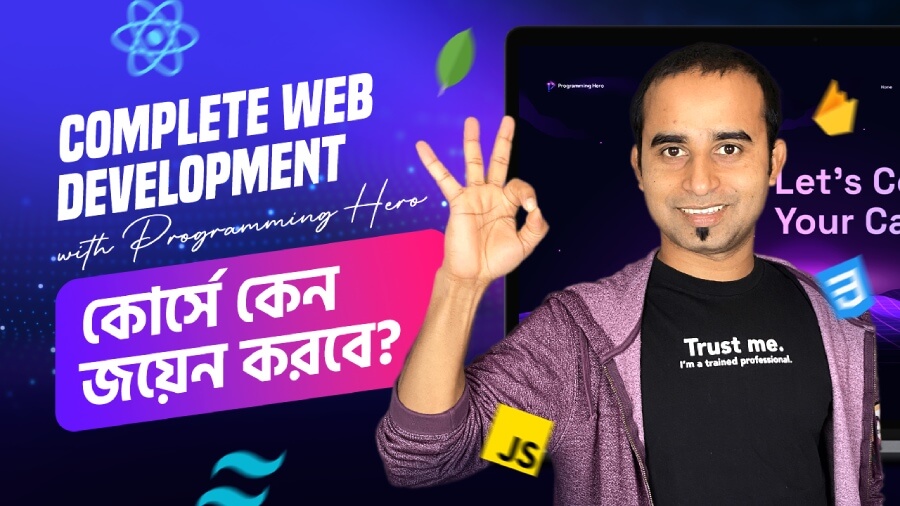 COMPLETE WEB
DEVELOPMENT
with Programming Hero
কোর্সে কেন
জয়েন করবে?
Programming Hero
Home
Let's Co
Your Ca
Trust me.
I'm a trained professional.
JS